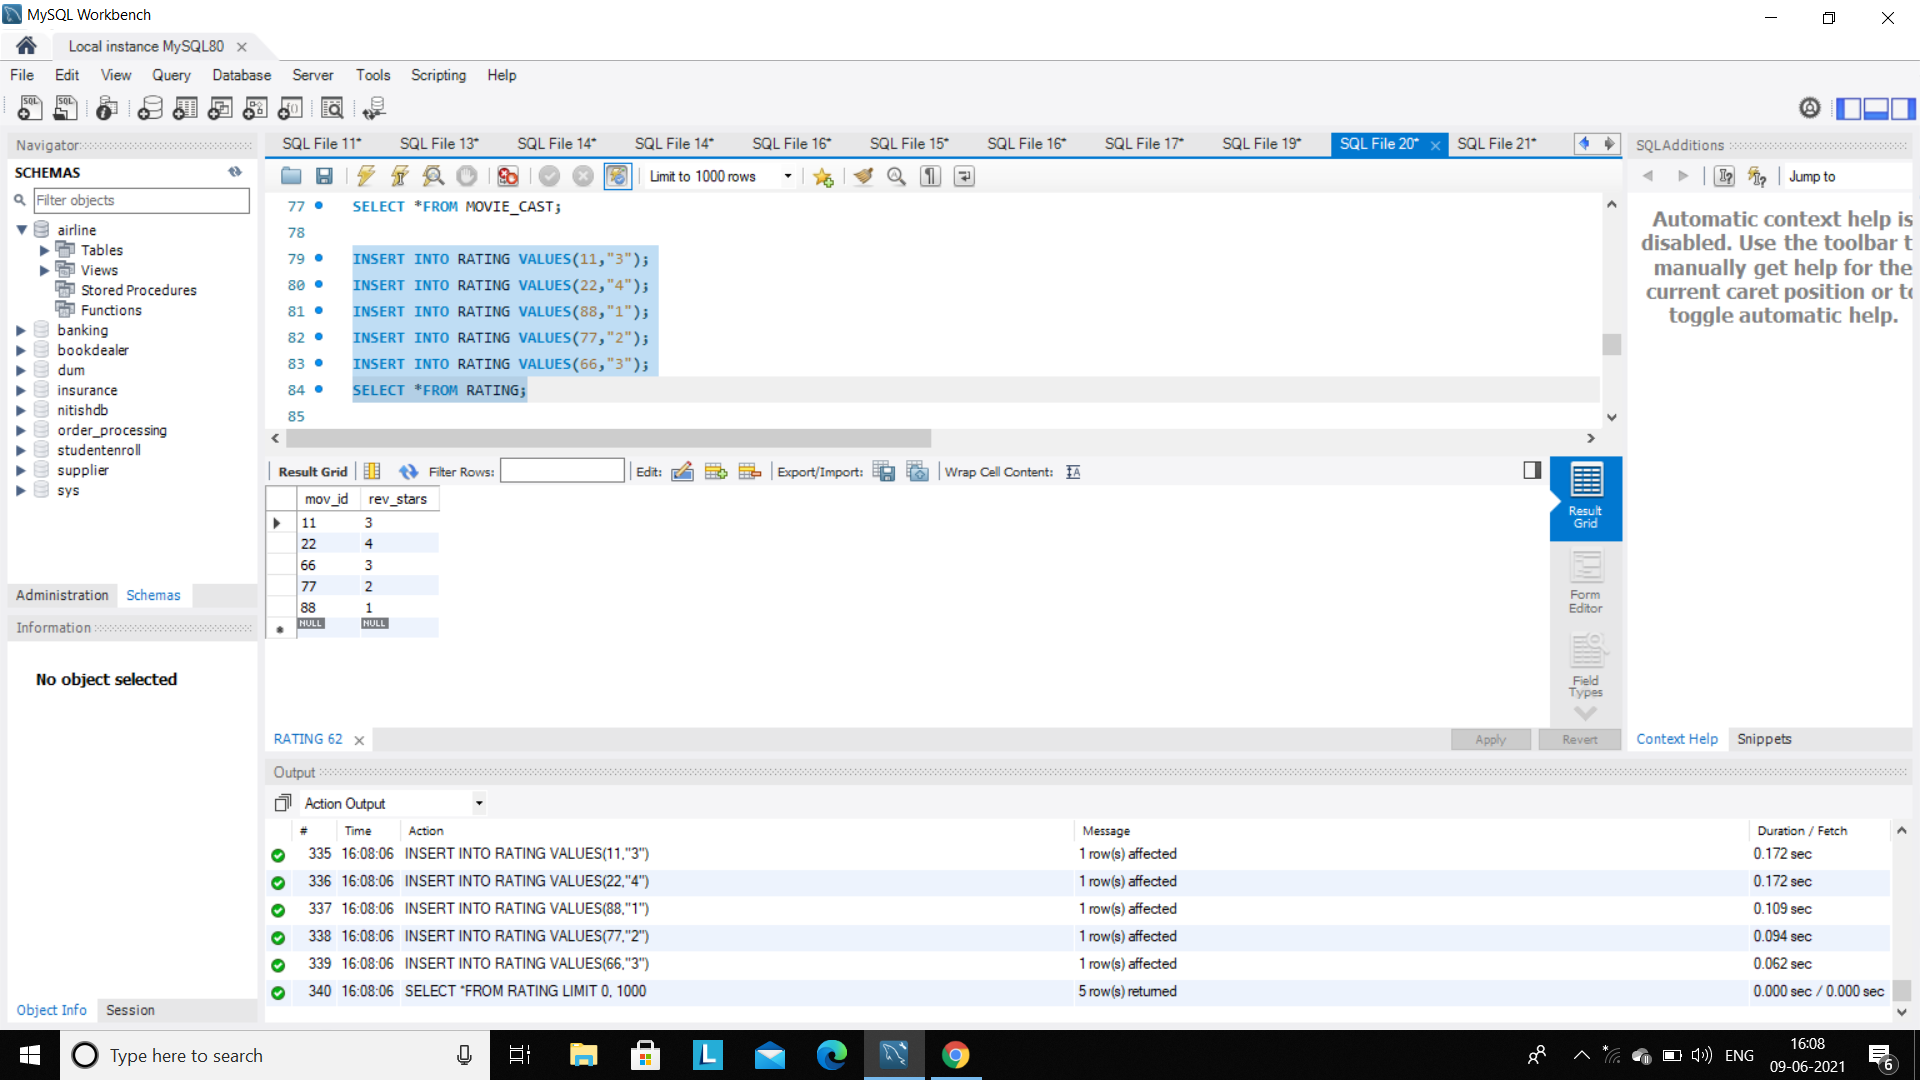 MySQL Workbench
Local instance MySQL80
File Edit View Query Database Server Tools Scripting Help
Navigator
SCHEMAS
Filter objects
airline
Tables
Views
Stored Procedures
Functions
banking
bookdealer
dum
insurance
nitishdb
order_processing
studentenroll
supplier
sys
Administration Schemas
Information
No object selected
Object Info Session
SQL File 11* SQL File 13* SQL File 14* SQL File 14* SQL File 16* SQL File 15* SQL File 16* SQL File 17* SQL File 19* SQL File 20* SQL File 21*
Limit to 1000 rows
77 SELECT *FROM MOVIE_CAST;
78
79 INSERT INTO RATING VALUES(11,"3");
80 INSERT INTO RATING VALUES(22,"4");
81 INSERT INTO RATING VALUES(88,"1");
82 INSERT INTO RATING VALUES(77,"2");
83 INSERT INTO RATING VALUES(66,"3");
84 SELECT *FROM RATING;
85
Result Grid Filter Rows: Edit: Export/Import: Wrap Cell Content:
mov_id rev_stars
11 3
22 4
66 3
77 2
88 1
NULL NULL
Result
Grid
Form
Editor
Field
Types
RATING 62 Apply Revert
SQLAdditions
Jump to
Automatic context help is
disabled. Use the toolbar t
manually get help for the
current caret position or to
toggle automatic help.
Context Help Snippets
Output
Action Output
# Time Action Message Duration / Fetch
335 16:08:06 INSERT INTO RATING VALUES(11,"3") 1 row(s) affected 0.172 sec
336 16:08:06 INSERT INTO RATING VALUES(22,"4") 1 row(s) affected 0.172 sec
337 16:08:06 INSERT INTO RATING VALUES(88,"1") 1 row(s) affected 0.109 sec
338 16:08:06 INSERT INTO RATING VALUES(77,"2") 1 row(s) affected 0.094 sec
339 16:08:06 INSERT INTO RATING VALUES(66,"3") 1 row(s) affected 0.062 sec
340 16:08:06 SELECT *FROM RATING LIMIT 0, 1000 5 row(s) returned 0.000 sec / 0.000 sec
Type here to search
L
ENG
16:08
09-06-2021
6